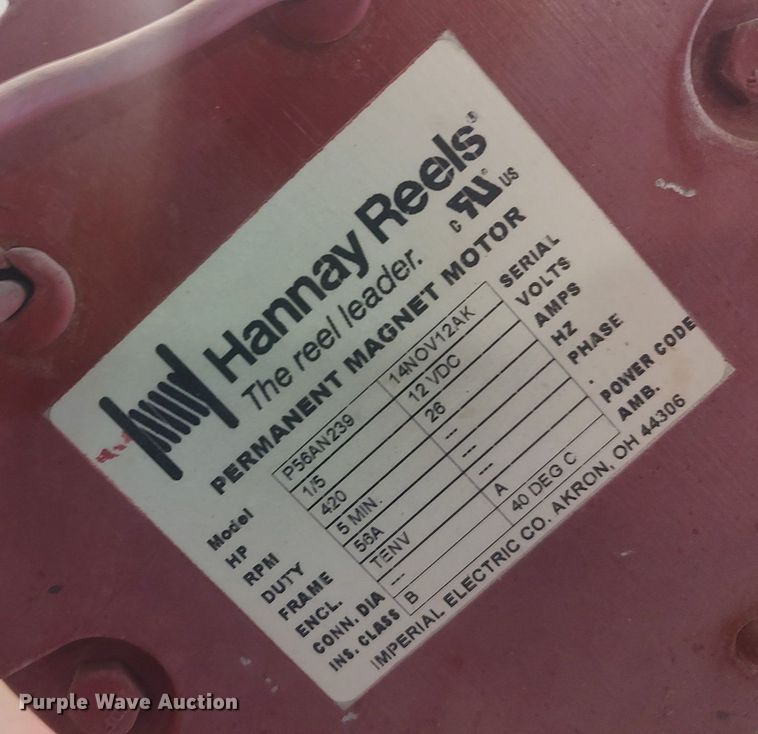 Hannay Reels®
The reel leader.
C RU® US
PERMANENT MAGNET MOTOR
Model P56AN239 14NOV12AK SERIAL
HP 1/5 12 VDC VOLTS
RPM 420 26 AMPS
DUTY 5 MIN. --- HZ
FRAME 56A --- PHASE
ENCL. TENV --- .
CONN. DIA --- A POWER CODE
INS. CLASS B 40 DEG C AMB.
IMPERIAL ELECTRIC CO. AKRON, OH 44306
Purple Wave Auction